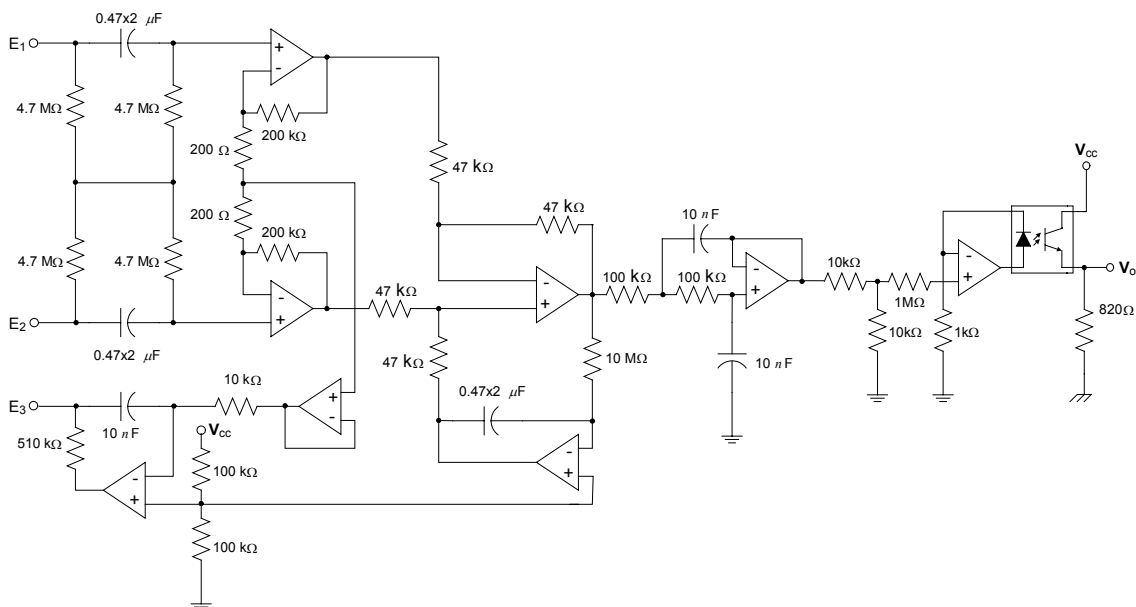 0.47x2 μF
E1
4.7 MΩ
4.7 MΩ
+
-
200 kΩ
200 Ω
200 Ω
200 kΩ
4.7 MΩ
4.7 MΩ
-
+
E2
0.47x2 μF
47 kΩ
47 kΩ
47 kΩ
-
+
47 kΩ
10 MΩ
0.47x2 μF
-
+
E3
10 nF
510 kΩ
10 kΩ
+
-
Vcc
100 kΩ
100 kΩ
-
+
100 kΩ
100 kΩ
10 nF
-
+
10 nF
10kΩ
1MΩ
10kΩ
1kΩ
-
+
Vcc
Vo
820Ω